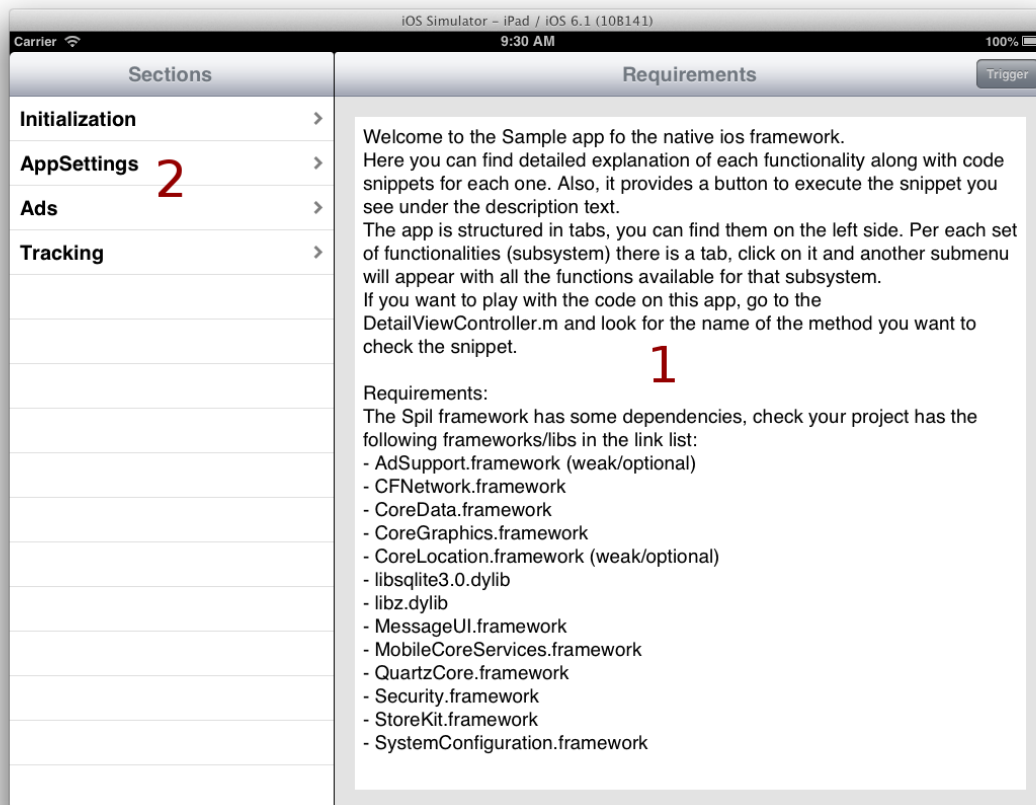 iOS Simulator – iPad / iOS 6.1 (10B141)
Carrier 9:30 AM 100%
Sections
Requirements
Trigger
Initialization
AppSettings
2
Ads
Tracking
Welcome to the Sample app fo the native ios framework.
Here you can find detailed explanation of each functionality along with code
snippets for each one. Also, it provides a button to execute the snippet you
see under the description text.
The app is structured in tabs, you can find them on the left side. Per each set
of functionalities (subsystem) there is a tab, click on it and another submenu
will appear with all the functions available for that subsystem.
If you want to play with the code on this app, go to the
DetailViewController.m and look for the name of the method you want to
check the snippet.
1
Requirements:
The Spil framework has some dependencies, check your project has the
following frameworks/libs in the link list:
- AdSupport.framework (weak/optional)
- CFNetwork.framework
- CoreData.framework
- CoreGraphics.framework
- CoreLocation.framework (weak/optional)
- libsqlite3.0.dylib
- libz.dylib
- MessageUI.framework
- MobileCoreServices.framework
- QuartzCore.framework
- Security.framework
- StoreKit.framework
- SystemConfiguration.framework